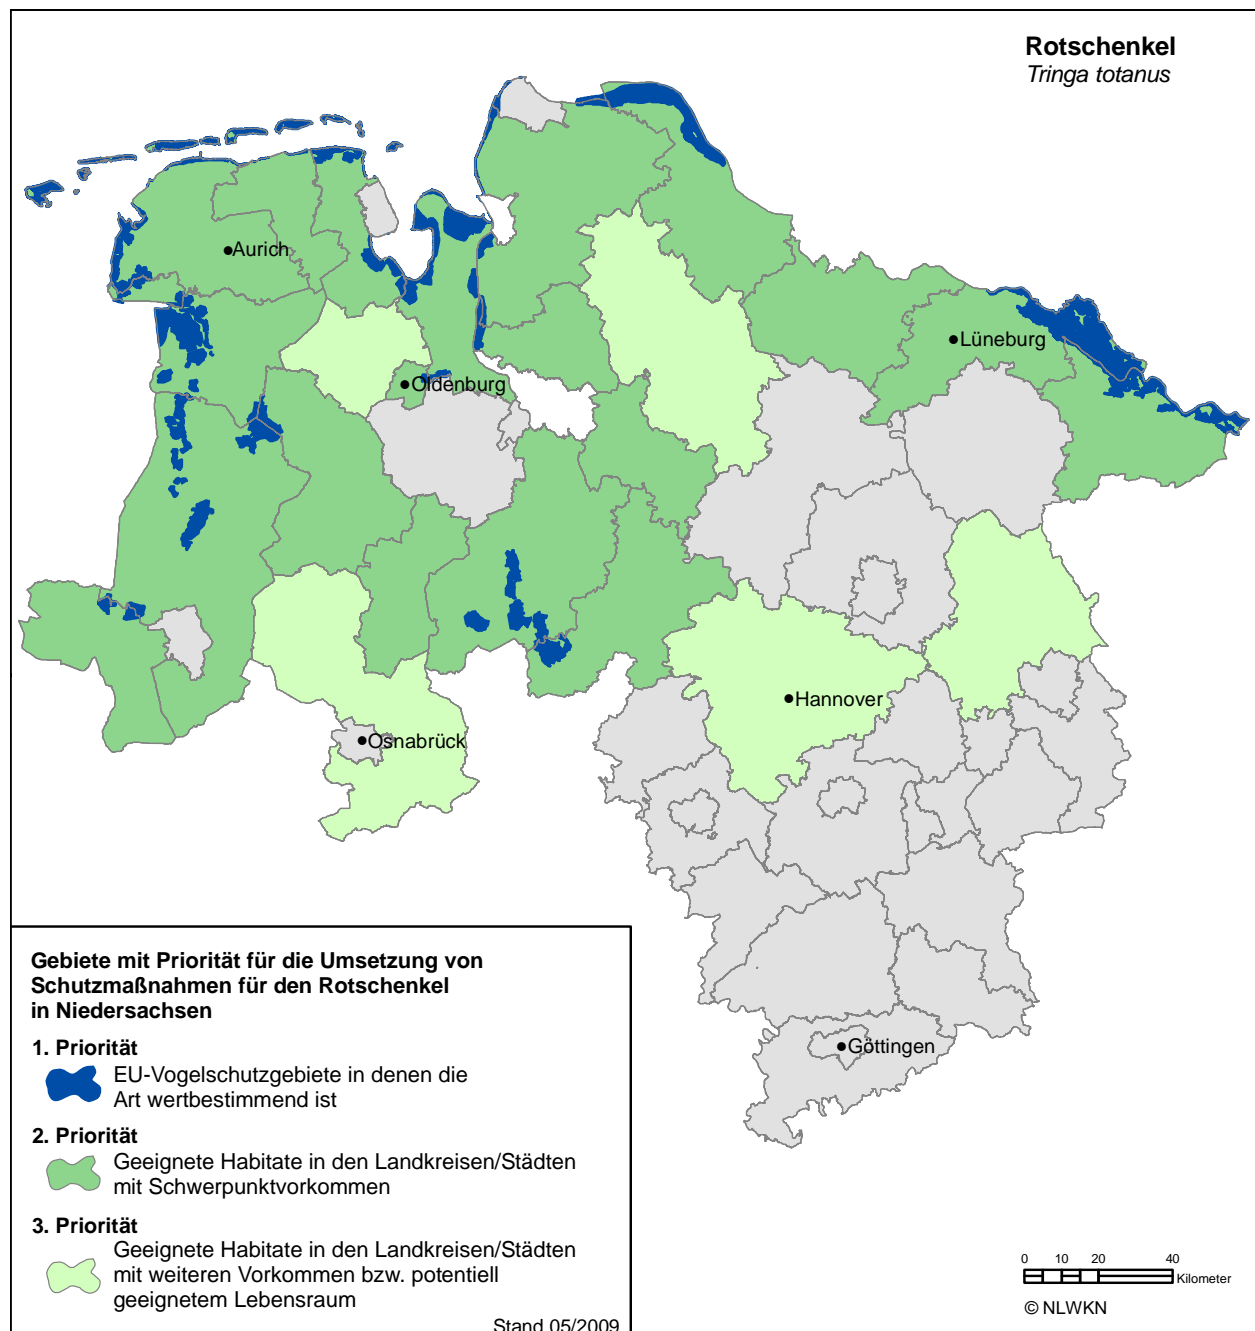 Rotschenkel
Tringa totanus
Aurich
Lüneburg
Oldenburg
Hannover
Osnabrück
Göttingen
Gebiete mit Priorität für die Umsetzung von
Schutzmaßnahmen für den Rotschenkel
in Niedersachsen
1. Priorität
EU-Vogelschutzgebiete in denen die
Art wertbestimmend ist
2. Priorität
Geeignete Habitate in den Landkreisen/Städten
mit Schwerpunktvorkommen
3. Priorität
Geeignete Habitate in den Landkreisen/Städten
mit weiteren Vorkommen bzw. potentiell
geeignetem Lebensraum
Stand 05/2009
0 10 20 40
Kilometer
© NLWKN